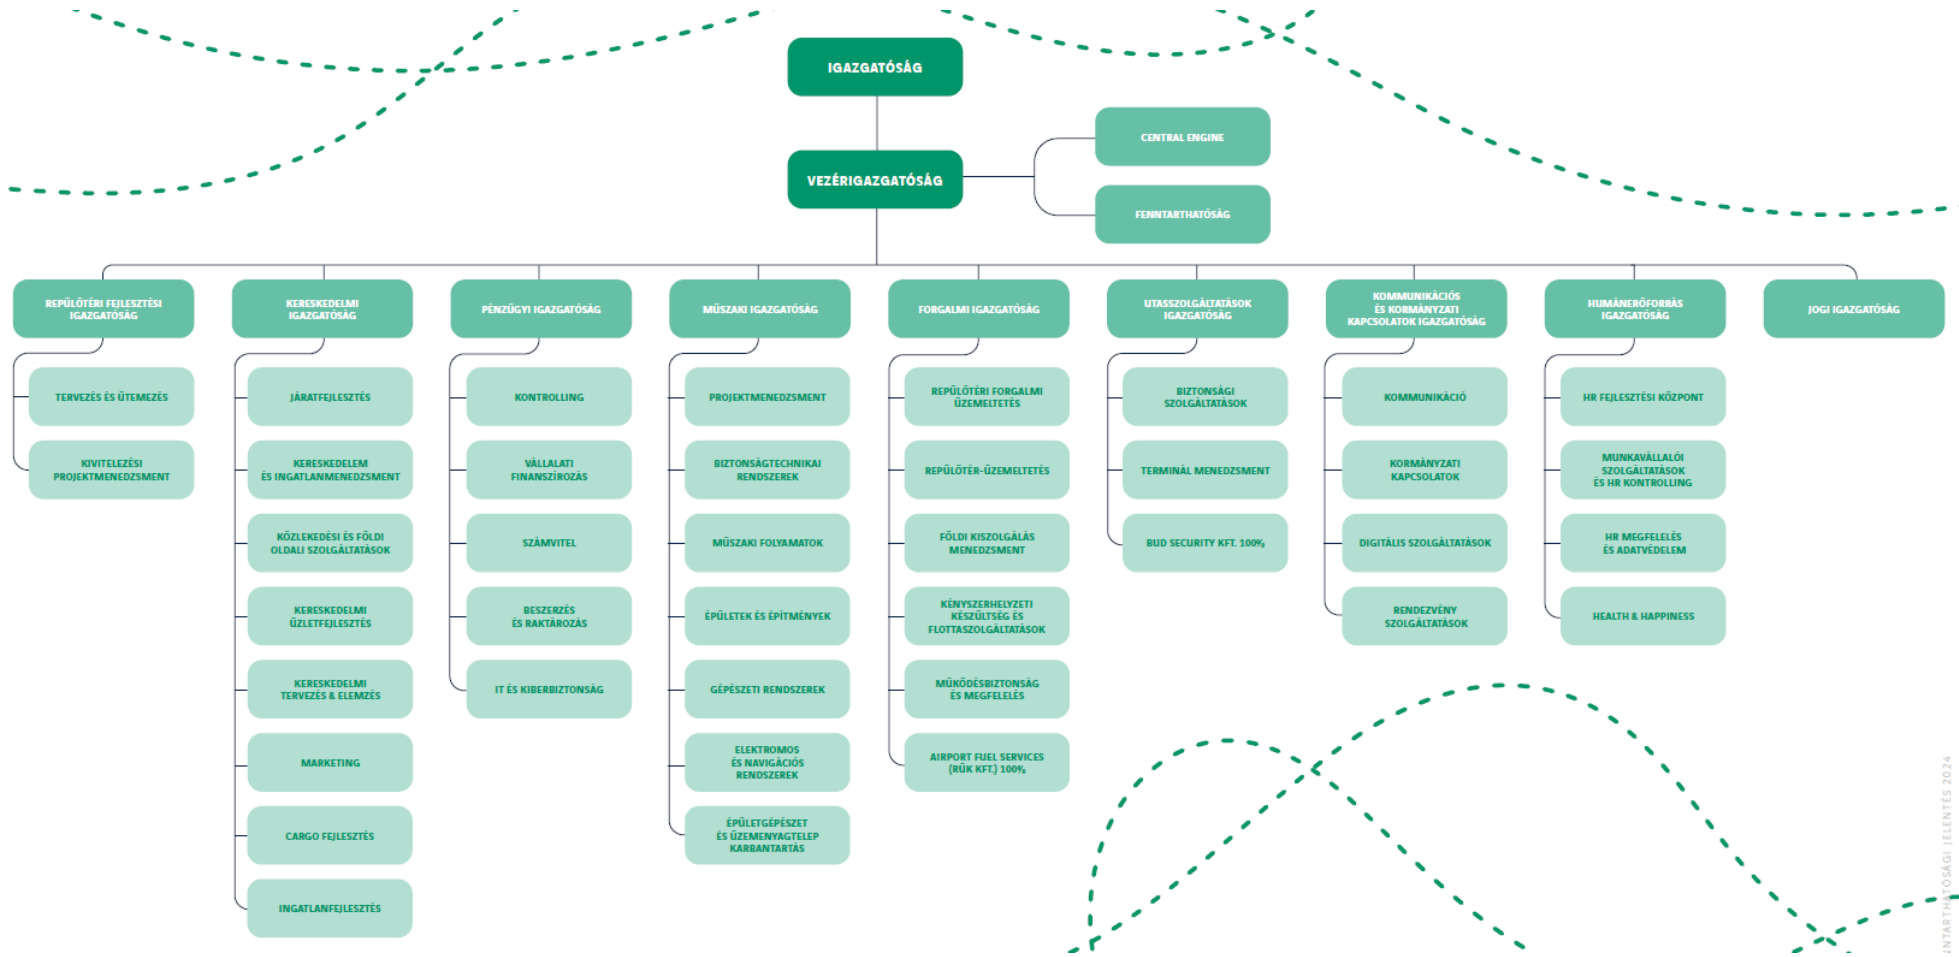 IGAZGATÓSÁG
CENTRAL ENGINE
VEZÉRIGAZGATÓSÁG
FENNTARTHATÓSÁG
REPÜLŐTÉRI FEJLESZTÉSI
IGAZGATÓSÁG
TERVEZÉS ÉS ÜTEMEZÉS
KIVITELEZÉSI
PROJEKTMENEDZSMENT
KERESKEDELMI
IGAZGATÓSÁG
JÁRATFEJLESZTÉS
KERESKEDELEM
ÉS INGATLANMENEDZSMENT
KÖZLEKEDÉSI ÉS FÖLDI
OLDALI SZOLGÁLTATÁSOK
KERESKEDELMI
ÜZLETFEJLESZTÉS
KERESKEDELMI
TERVEZÉS & ELEMZÉS
MARKETING
CARGO FEJLESZTÉS
INGATLANFEJLESZTÉS
PÉNZÜGYI IGAZGATÓSÁG
KONTROLLING
VÁLLALATI
FINANSZÍROZÁS
SZÁMVITEL
BESZERZÉS
ÉS RAKTÁROZÁS
IT ÉS KIBERBIZTONSÁG
MŰSZAKI IGAZGATÓSÁG
PROJEKTMENEDZSMENT
BIZTONSÁGTECHNIKAI
RENDSZEREK
MŰSZAKI FOLYAMATOK
ÉPÜLETEK ÉS ÉPÍTMÉNYEK
GÉPÉSZETI RENDSZEREK
ELEKTROMOS
ÉS NAVIGÁCIÓS
RENDSZEREK
ÉPÜLETGÉPÉSZET
ÉS ÜZEMENYAGTELEP
KARBANTARTÁS
FORGALMI IGAZGATÓSÁG
REPÜLŐTÉRI FORGALMI
ÜZEMELTETÉS
REPÜLŐTÉR-ÜZEMELTETÉS
FÖLDI KISZOLGÁLÁS
MENEDZSMENT
KÉNYSZERHELYZETI
KÉSZÜLTSÉG ÉS
FLOTTASZOLGÁLTATÁSOK
MŰKÖDÉSBIZTONSÁG
ÉS MEGFELELÉS
AIRPORT FUEL SERVICES
(RÜK KFT.) 100%
UTASSZOLGÁLTATÁSOK
IGAZGATÓSÁG
BIZTONSÁGI
SZOLGÁLTATÁSOK
TERMINÁL MENEDZSMENT
BUD SECURITY KFT. 100%
KOMMUNIKÁCIÓS
ÉS KORMÁNYZATI
KAPCSOLATOK IGAZGATÓSÁG
KOMMUNIKÁCIÓ
KORMÁNYZATI
KAPCSOLATOK
DIGITÁLIS SZOLGÁLTATÁSOK
RENDEZVÉNY
SZOLGÁLTATÁSOK
HUMÁNERŐFORRÁS
IGAZGATÓSÁG
HR FEJLESZTÉSI KÖZPONT
MUNKAVÁLLALÓI
SZOLGÁLTATÁSOK
ÉS HR KONTROLLING
HR MEGFELELÉS
ÉS ADATVÉDELEM
HEALTH & HAPPINESS
JOGI IGAZGATÓSÁG
NNTARTHATÓSÁGI JELENTÉS 2024